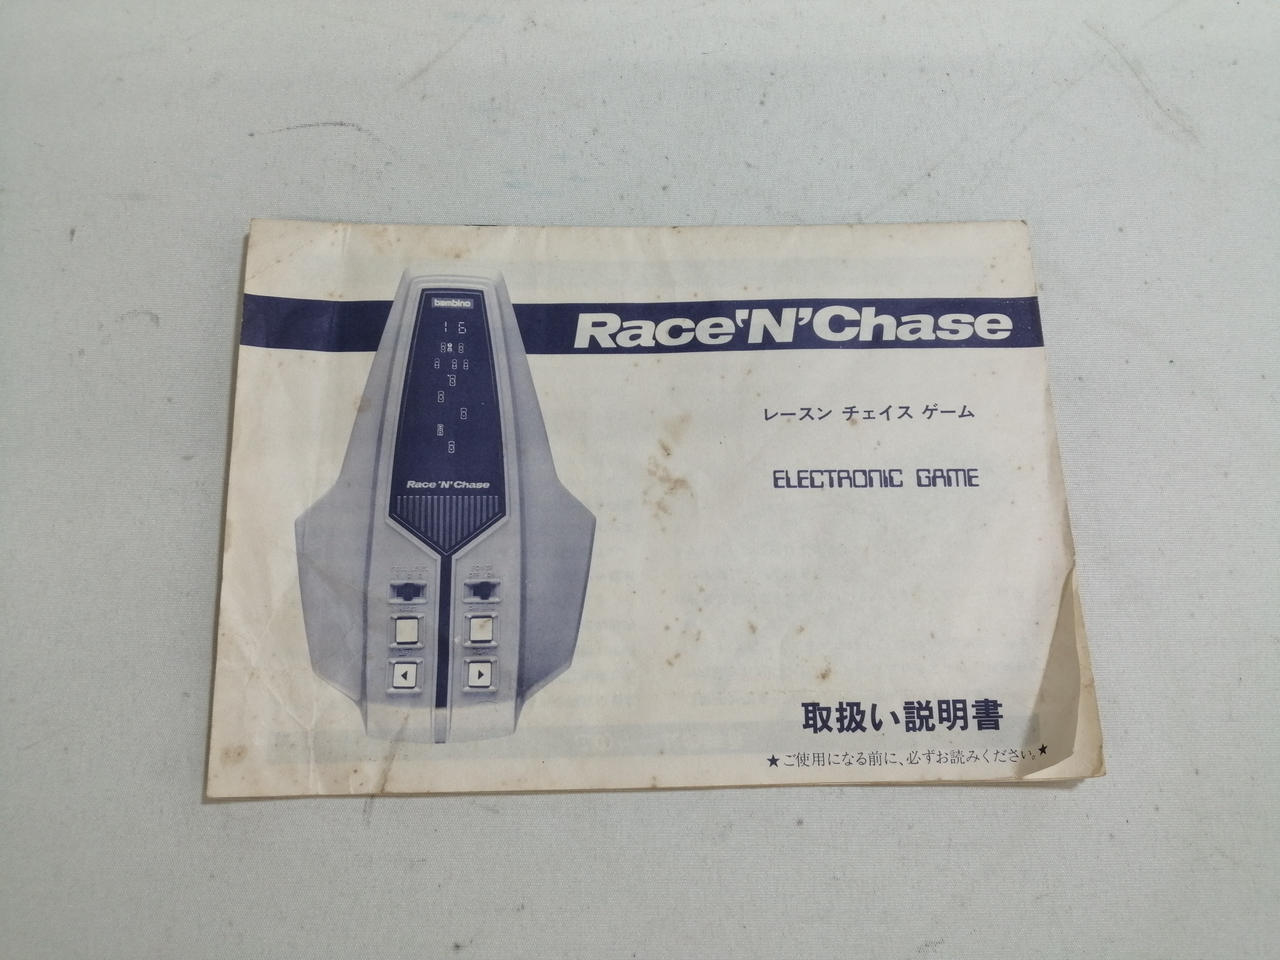 bambino
16
Race 'N' Chase
Race 'N' Chase
レースン チェイス ゲーム
ELECTRONIC GAME
取扱い説明書
★ご使用になる前に、必ずお読みください。★